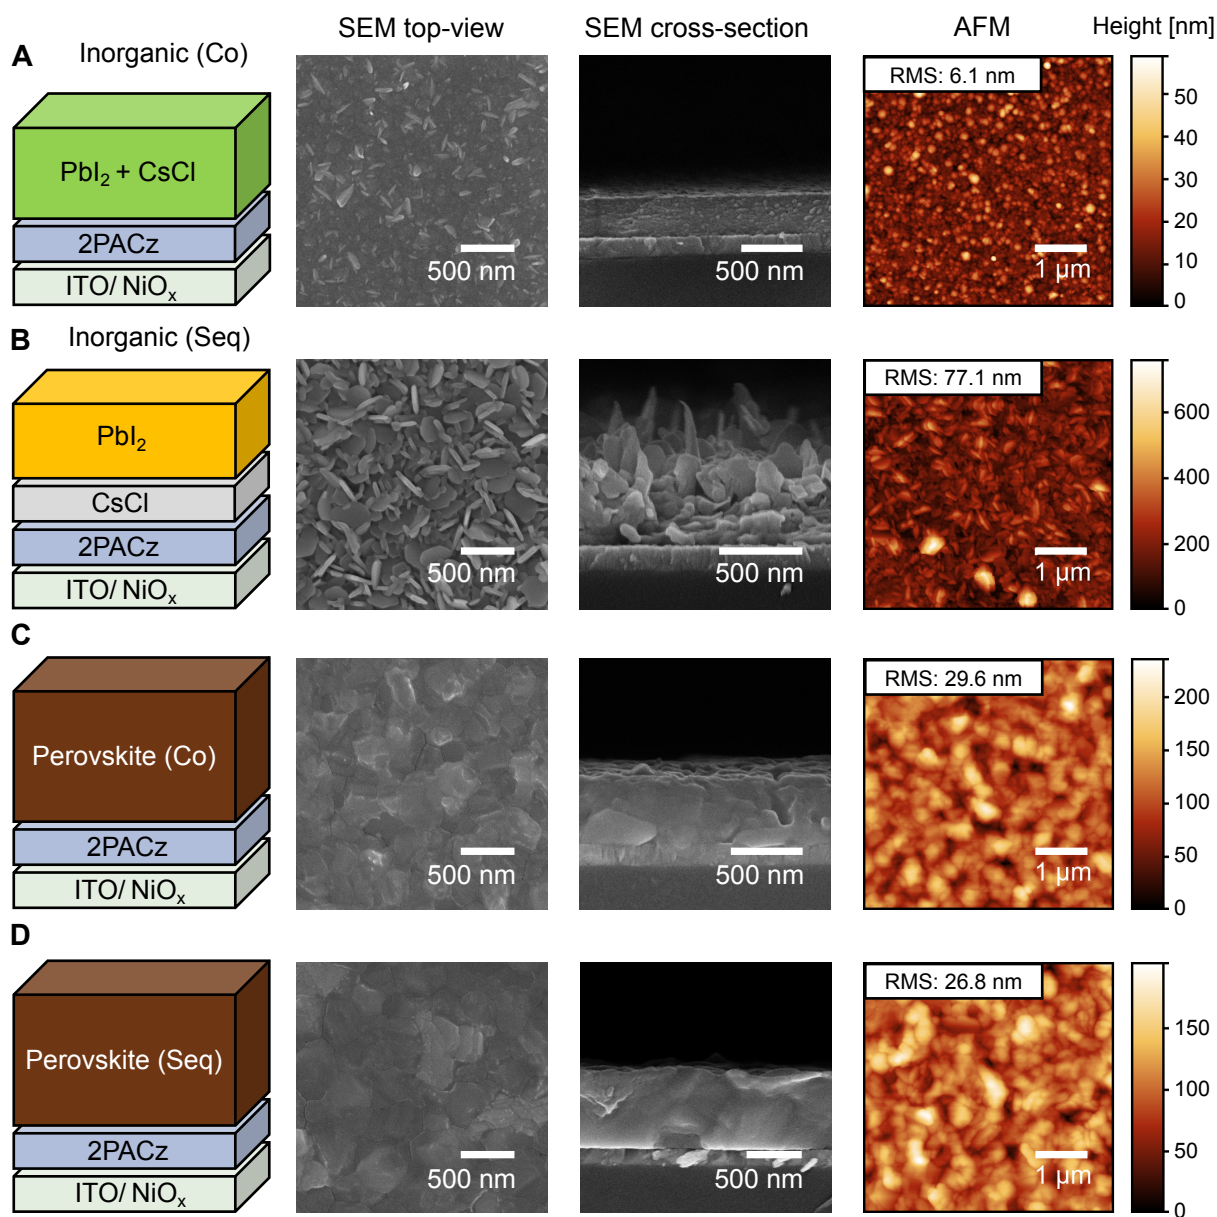 SEM top-view
SEM cross-section
AFM
Height [nm]
A
Inorganic (Co)
PbI₂ + CsCl
2PACz
ITO/ NiOₓ
500 nm
500 nm
RMS: 6.1 nm
1 µm
50
40
30
20
10
0
B
Inorganic (Seq)
PbI₂
CsCl
2PACz
ITO/ NiOₓ
500 nm
500 nm
RMS: 77.1 nm
1 µm
600
400
200
0
C
Perovskite (Co)
2PACz
ITO/ NiOₓ
500 nm
500 nm
RMS: 29.6 nm
1 µm
200
150
100
50
0
D
Perovskite (Seq)
2PACz
ITO/ NiOₓ
500 nm
500 nm
RMS: 26.8 nm
1 µm
150
100
50
0